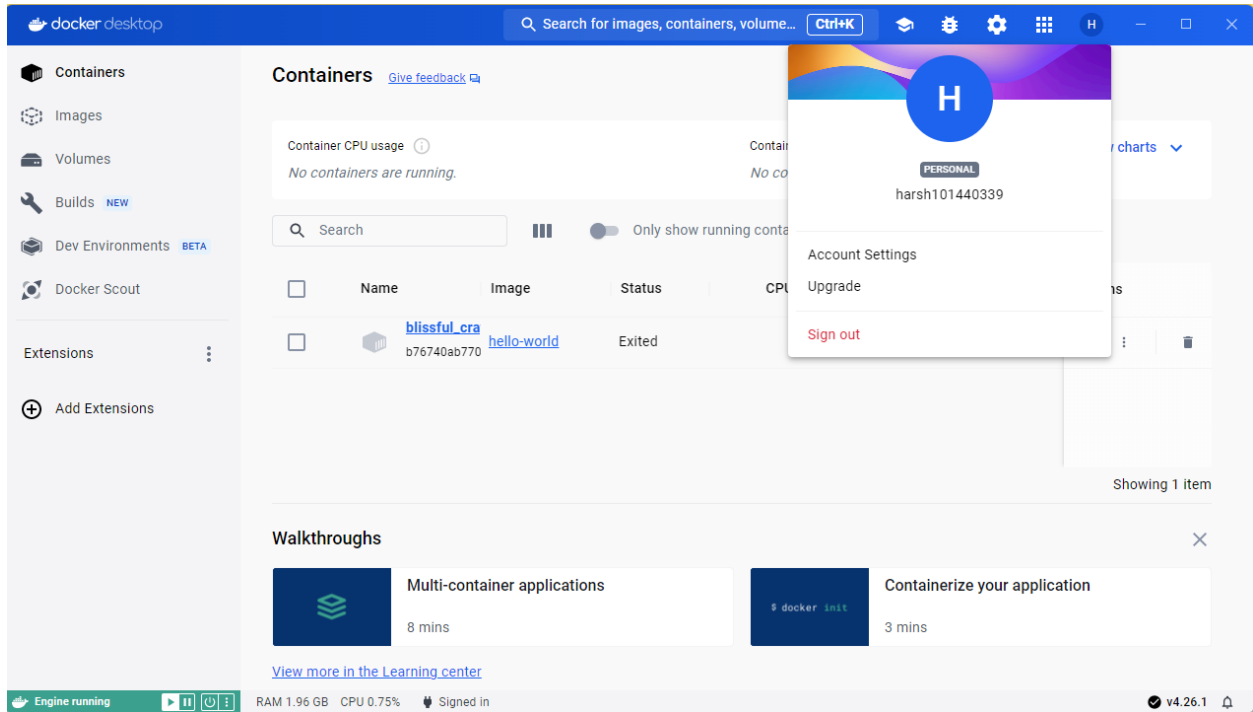 docker desktop
Search for images, containers, volume... Ctrl+K
H
Containers
Images
Volumes
Builds NEW
Dev Environments BETA
Docker Scout
Extensions
Add Extensions
Containers Give feedback
Container CPU usage
No containers are running.
Contain
No co
charts
Search
Only show running conta
Name Image Status CPU
blissful_cra
b76740ab770
hello-world
Exited
Showing 1 item
H
PERSONAL
harsh101440339
Account Settings
Upgrade
Sign out
Walkthroughs
Multi-container applications
8 mins
$ docker init
Containerize your application
3 mins
View more in the Learning center
Engine running
RAM 1.96 GB CPU 0.75% Signed in
v4.26.1